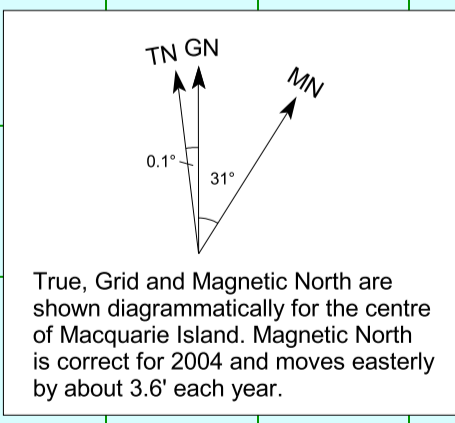 TN GN
MN
0.1°
31°
True, Grid and Magnetic North are
shown diagrammatically for the centre
of Macquarie Island. Magnetic North
is correct for 2004 and moves easterly
by about 3.6' each year.